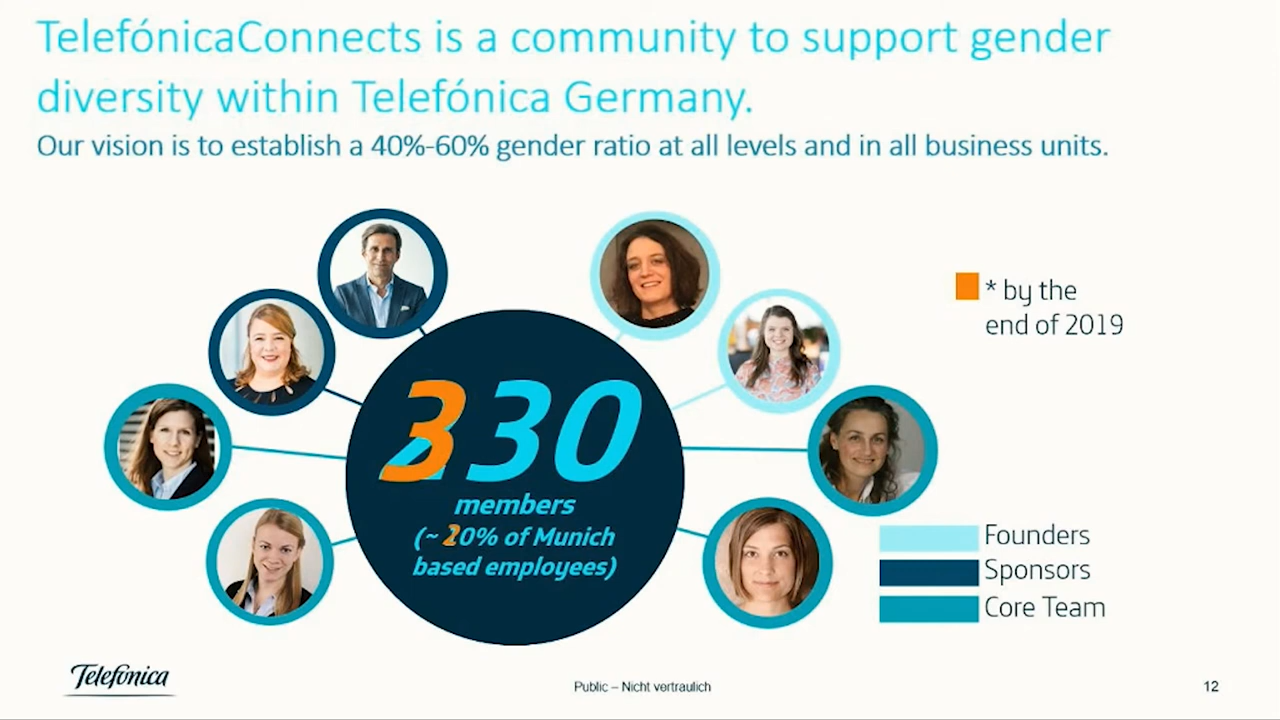 TelefónicaConnects is a community to support gender
diversity within Telefónica Germany.
Our vision is to establish a 40%-60% gender ratio at all levels and in all business units.
* by the
end of 2019
330
members
(~ 20% of Munich
based employees)
Founders
Sponsors
Core Team
Telefónica
Public – Nicht vertraulich
12